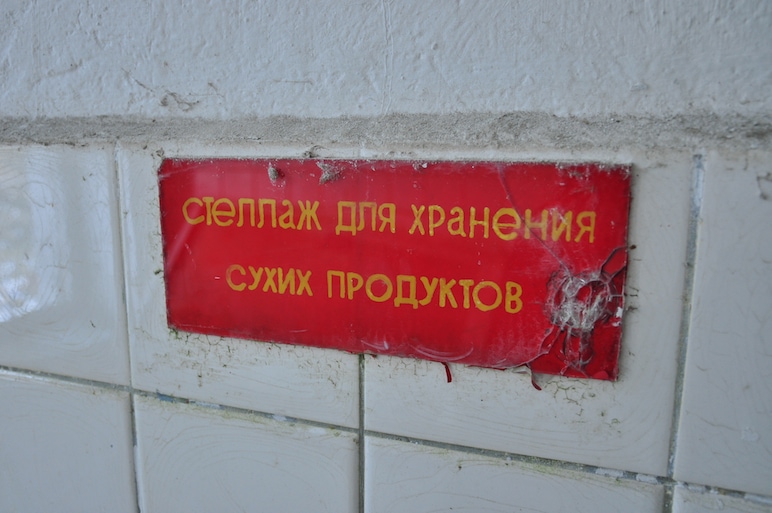 стеллаж для хранения
сухих продуктов